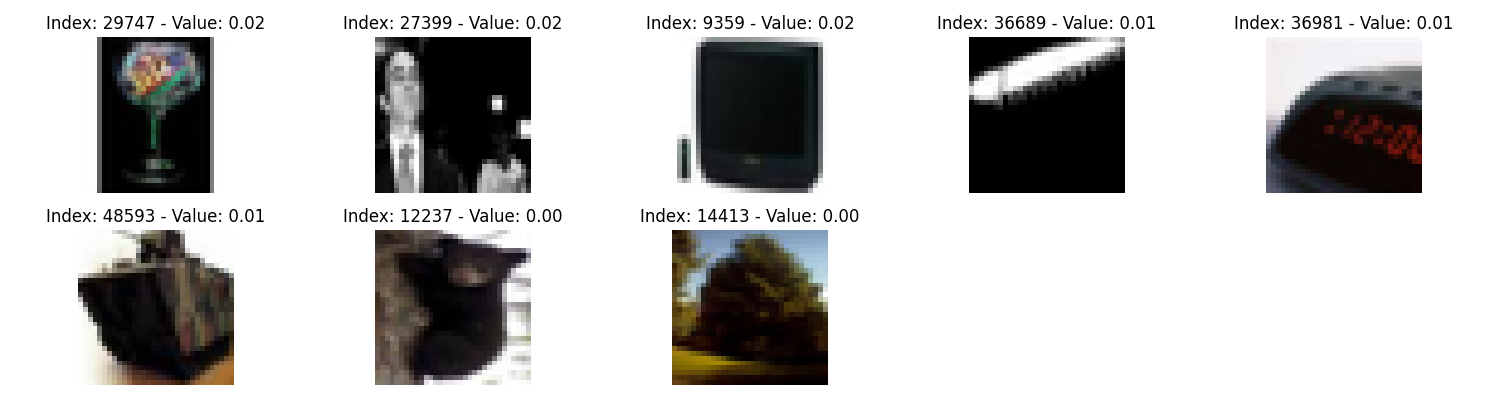 Index: 29747 - Value: 0.02
Index: 27399 - Value: 0.02
Index: 9359 - Value: 0.02
Index: 36689 - Value: 0.01
Index: 36981 - Value: 0.01
12:00
Index: 48593 - Value: 0.01
Index: 12237 - Value: 0.00
Index: 14413 - Value: 0.00